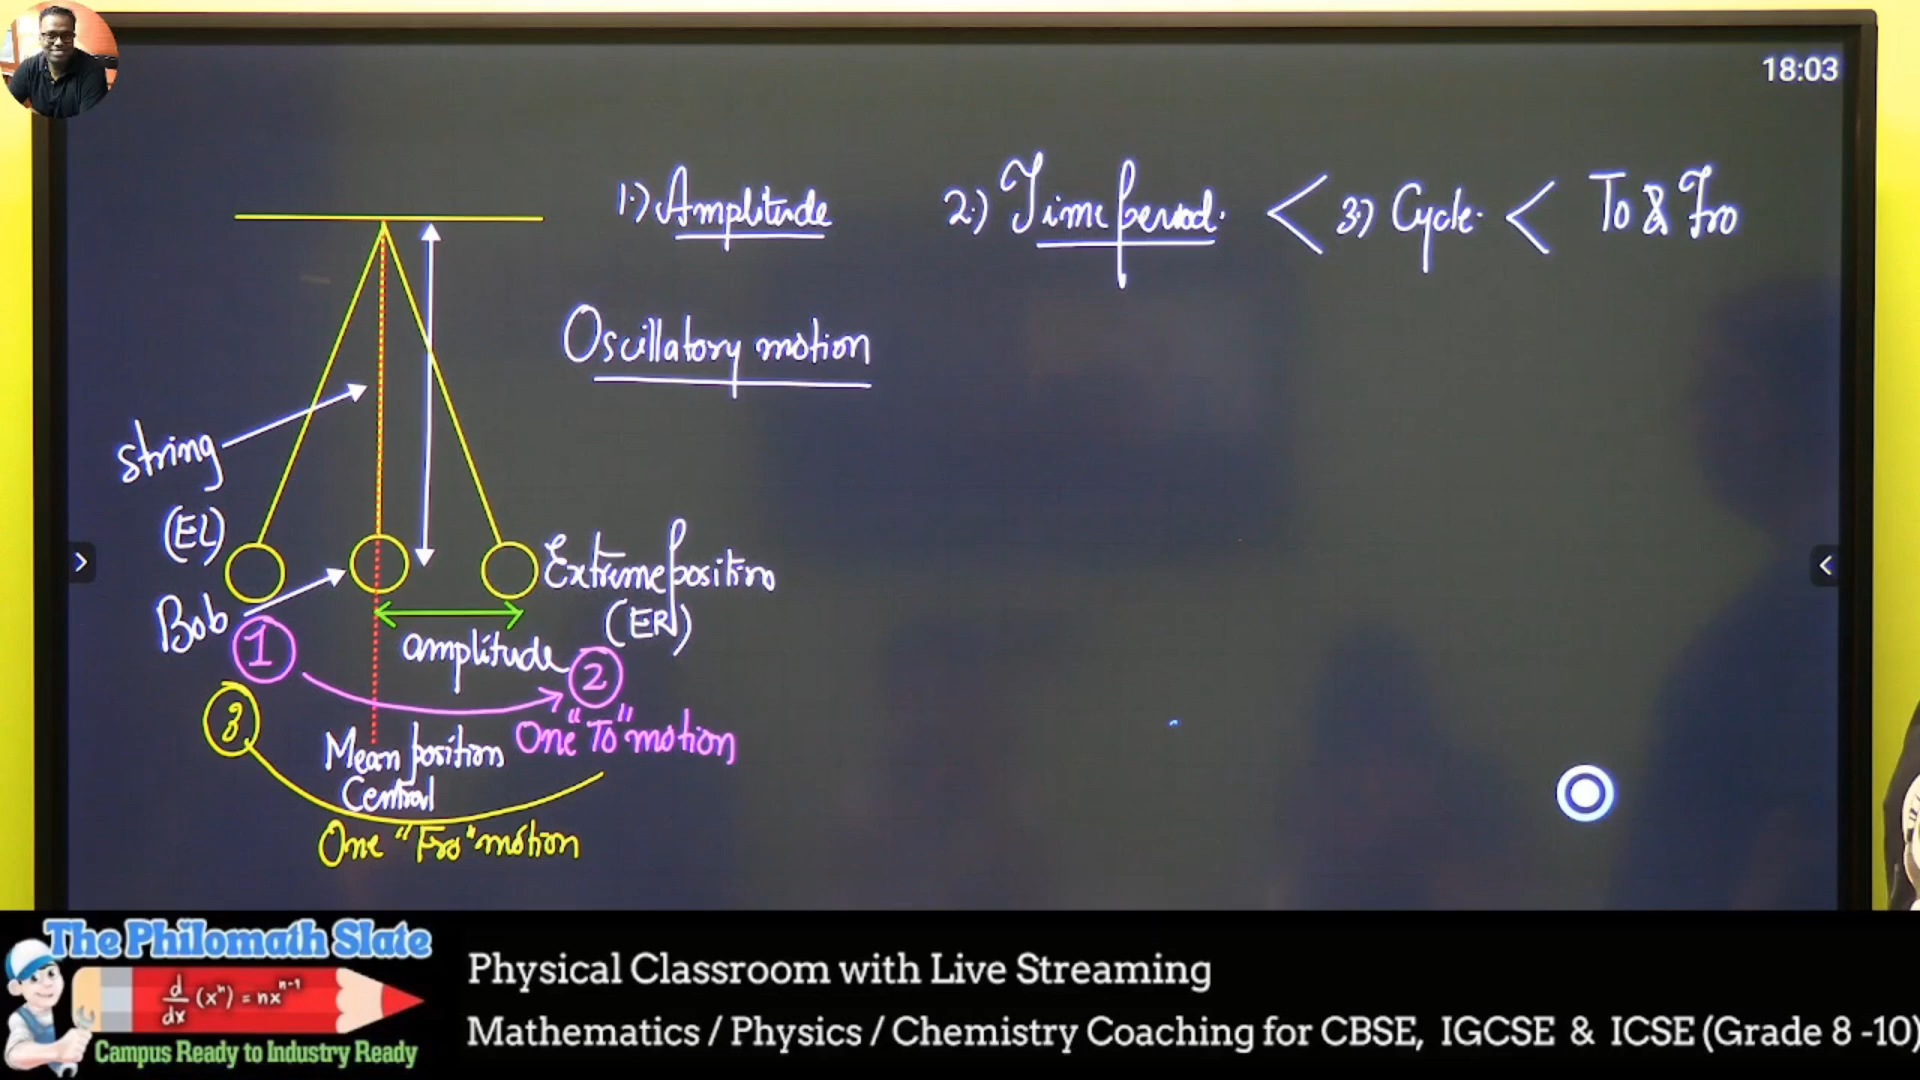 18:03
1.) Amplitude 2.) Time period. < 3.) Cycle. < To & Fro
Oscillatory motion
string
(EL)
Extreme position
(ER)
Bob
amplitude
1
2
3
One "To" motion
Mean position
Central
One "Fro" motion
The Philomath Slate
d/dx (xⁿ) = nxⁿ⁻¹
Campus Ready to Industry Ready
Physical Classroom with Live Streaming
Mathematics / Physics / Chemistry Coaching for CBSE, IGCSE & ICSE (Grade 8 -10)